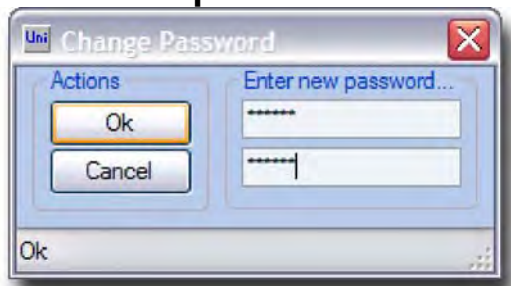 Uni Change Password
Actions
Enter new password...
Ok
******
Cancel
******
Ok